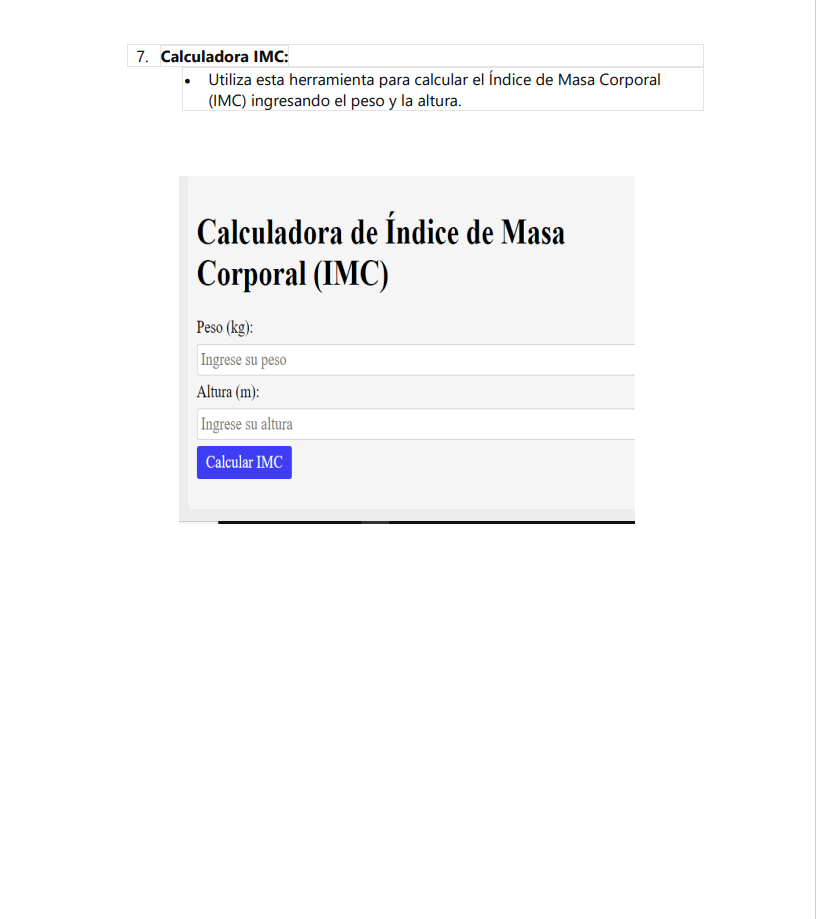 7. Calculadora IMC:
• Utiliza esta herramienta para calcular el Índice de Masa Corporal
(IMC) ingresando el peso y la altura.
Calculadora de Índice de Masa
Corporal (IMC)
Peso (kg):
Ingrese su peso
Altura (m):
Ingrese su altura
Calcular IMC